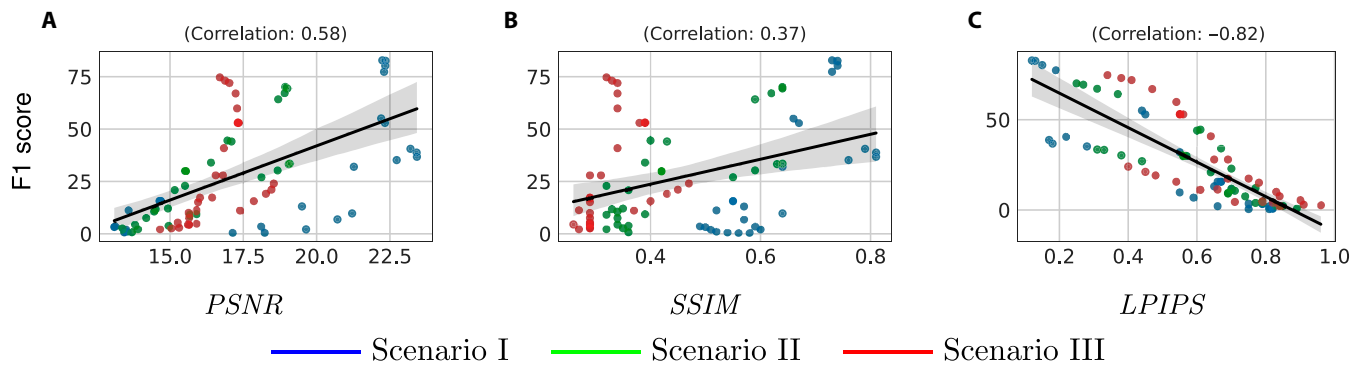 A B C
(Correlation: 0.58) (Correlation: 0.37) (Correlation: –0.82)
F1 score
75 75
50 50 50
25 25
0 0 0
15.0 17.5 20.0 22.5 0.4 0.6 0.8 0.2 0.4 0.6 0.8 1.0
PSNR SSIM LPIPS
Scenario I Scenario II Scenario III